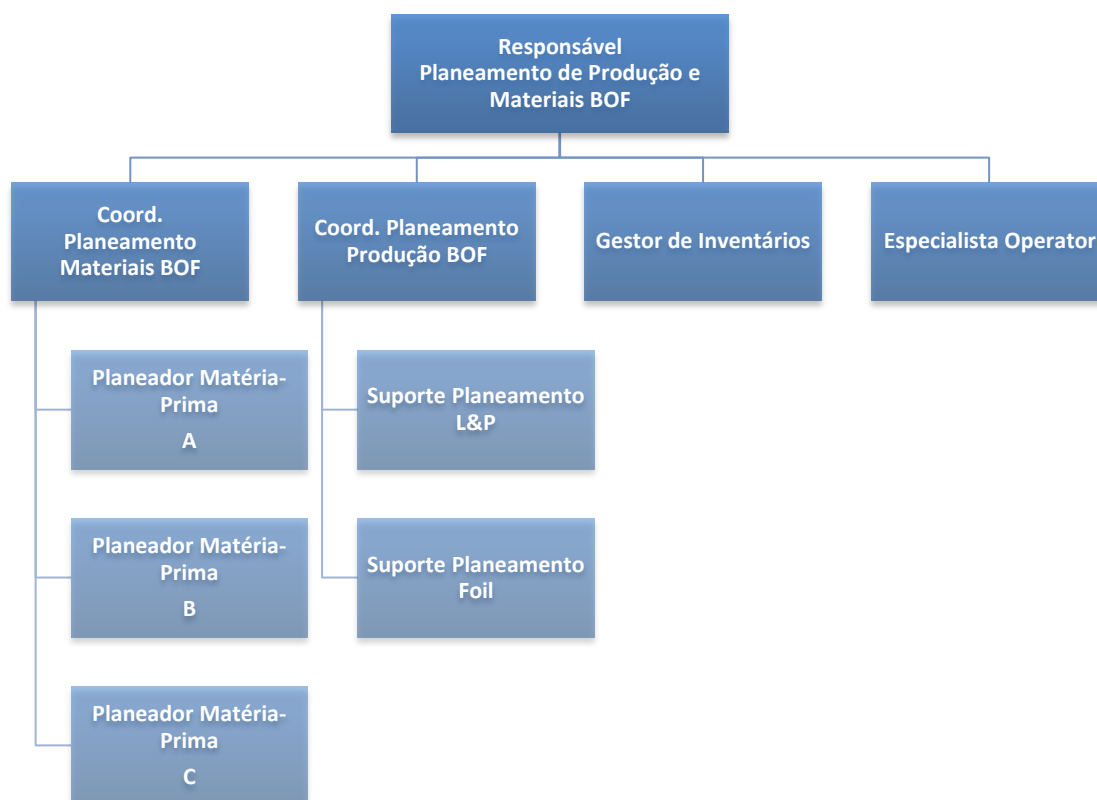 Responsável
Planeamento de Produção e
Materiais BOF
Coord.
Planeamento
Materiais BOF
Coord. Planeamento
Produção BOF
Gestor de Inventários
Especialista Operator
Planeador Matéria-
Prima
A
Suporte Planeamento
L&P
Planeador Matéria-
Prima
B
Suporte Planeamento
Foil
Planeador Matéria-
Prima
C